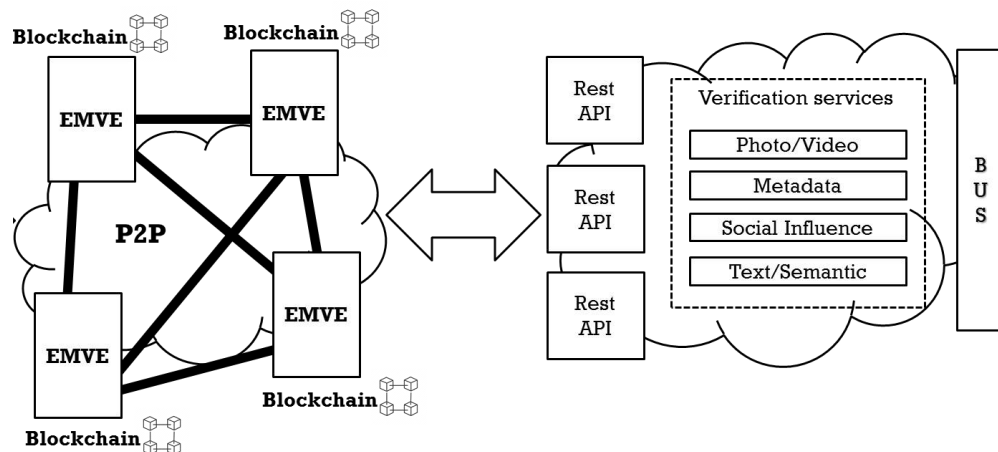 Blockchain
Blockchain
EMVE
EMVE
P2P
EMVE
EMVE
Blockchain
Blockchain
Rest
API
Rest
API
Rest
API
Verification services
Photo/Video
Metadata
Social Influence
Text/Semantic
B
U
S